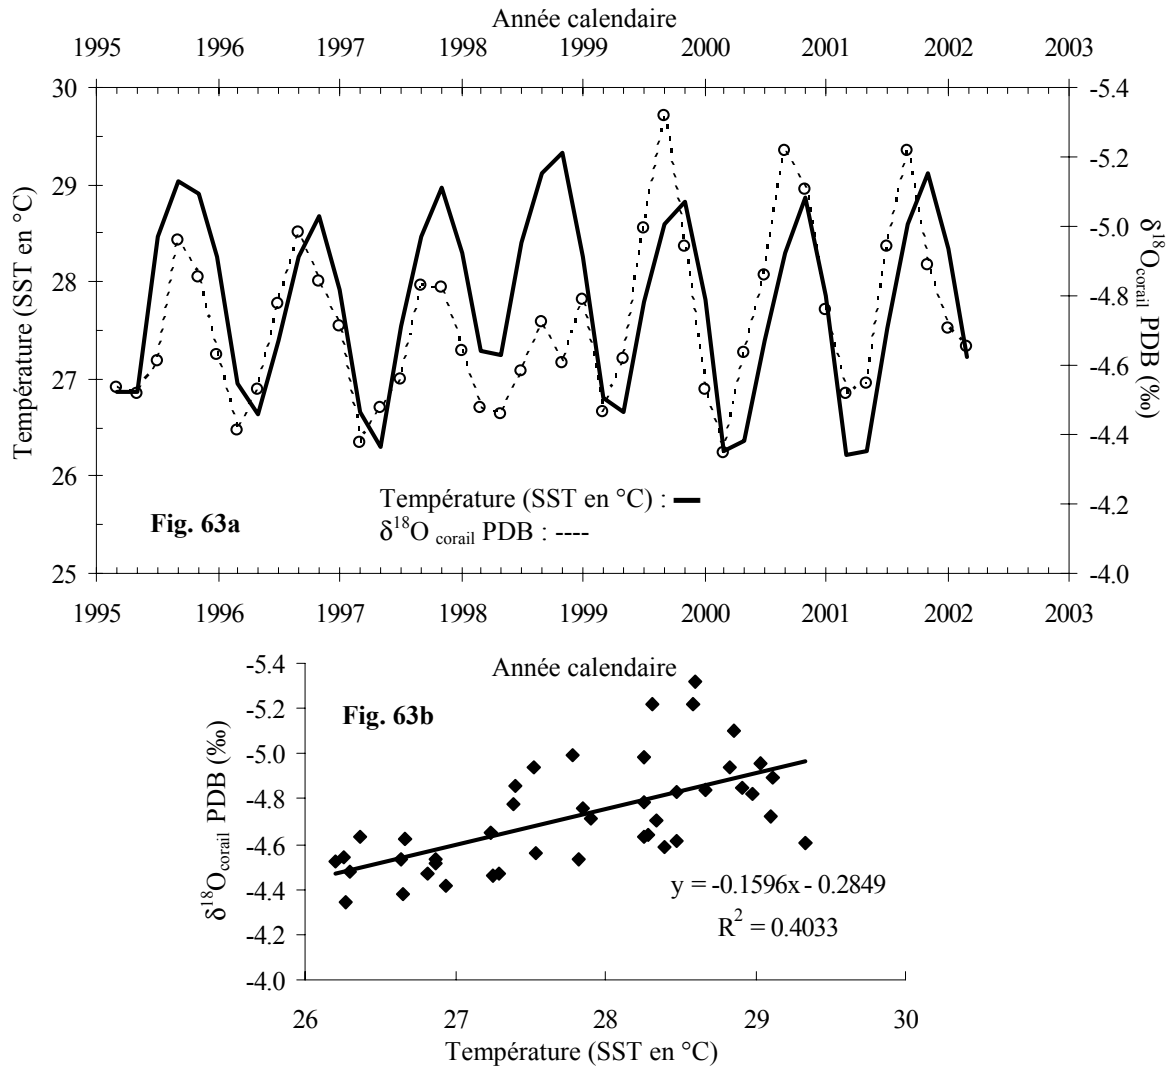 Année calendaire
1995 1996 1997 1998 1999 2000 2001 2002 2003
30 -5.4
-5.2
29
-5.0
28
-4.8
27 -4.6
-4.4
26
-4.2
25 -4.0
Température (SST en °C)
δ18Ocorail PDB (‰)
Température (SST en °C) :
Fig. 63a
δ18O corail PDB : ----
1995 1996 1997 1998 1999 2000 2001 2002 2003
Année calendaire
-5.4
Fig. 63b
-5.2
-5.0
-4.8
-4.6
-4.4
-4.2
-4.0
δ18Ocorail PDB (‰)
y = -0.1596x - 0.2849
R2 = 0.4033
26 27 28 29 30
Température (SST en °C)